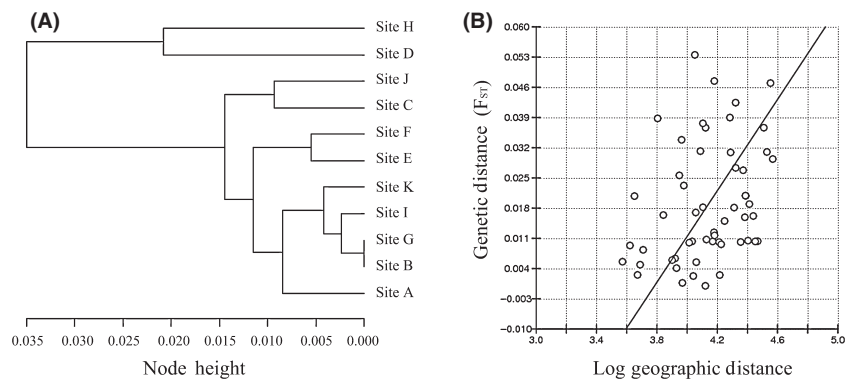 (A)
Site H
Site D
Site J
Site C
Site F
Site E
Site K
Site I
Site G
Site B
Site A
0.035 0.030 0.025 0.020 0.015 0.010 0.005 0.000
Node height
(B)
Genetic distance (FST)
0.060
0.053
0.046
0.039
0.032
0.025
0.018
0.011
0.004
−0.003
−0.010
3.0 3.4 3.8 4.2 4.6 5.0
Log geographic distance